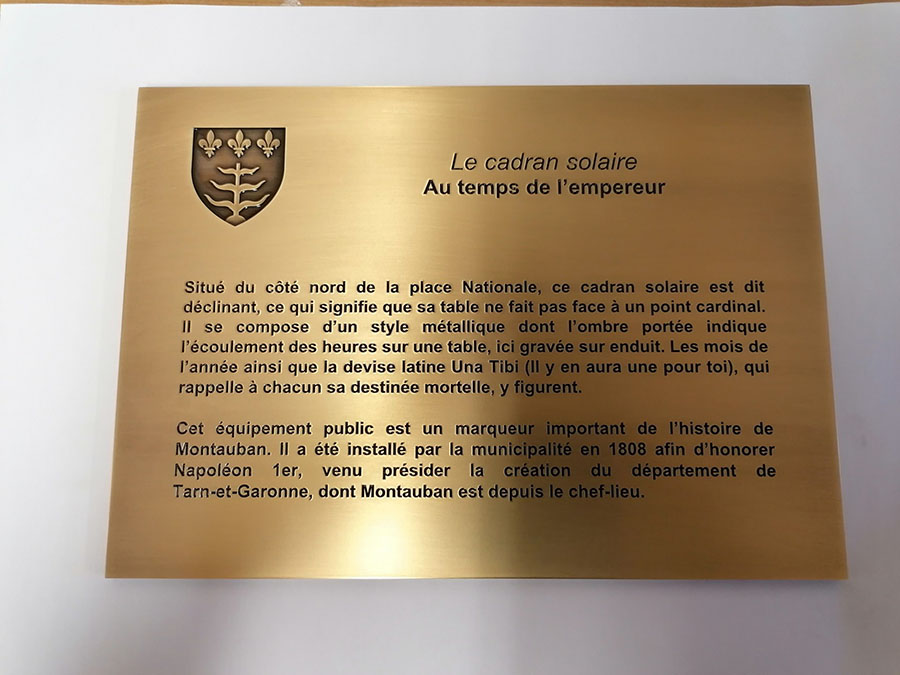 Le cadran solaire
Au temps de l'empereur
Situé du côté nord de la place Nationale, ce cadran solaire est dit
déclinant, ce qui signifie que sa table ne fait pas face à un point cardinal.
Il se compose d'un style métallique dont l'ombre portée indique
l'écoulement des heures sur une table, ici gravée sur enduit. Les mois de
l'année ainsi que la devise latine Una Tibi (Il y en aura une pour toi), qui
rappelle à chacun sa destinée mortelle, y figurent.
Cet équipement public est un marqueur important de l'histoire de
Montauban. Il a été installé par la municipalité en 1808 afin d'honorer
Napoléon 1er, venu présider la création du département de
Tarn-et-Garonne, dont Montauban est depuis le chef-lieu.